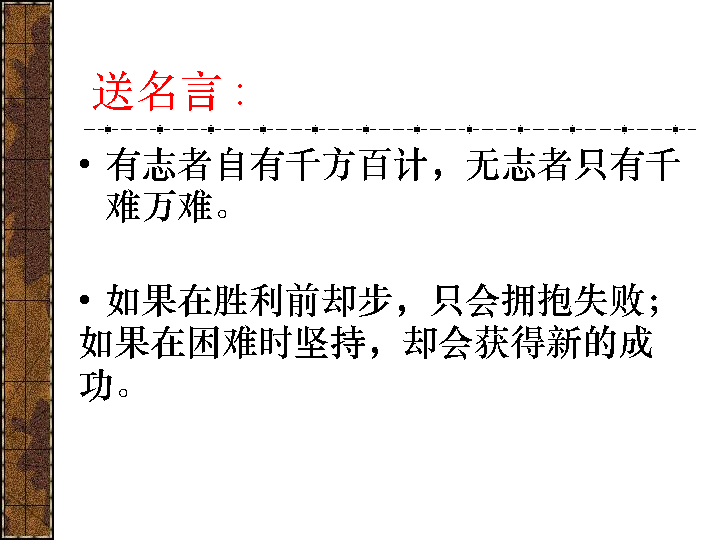 送名言：
• 有志者自有千方百计，无志者只有千
难万难。
• 如果在胜利前却步，只会拥抱失败；
如果在困难时坚持，却会获得新的成
功。